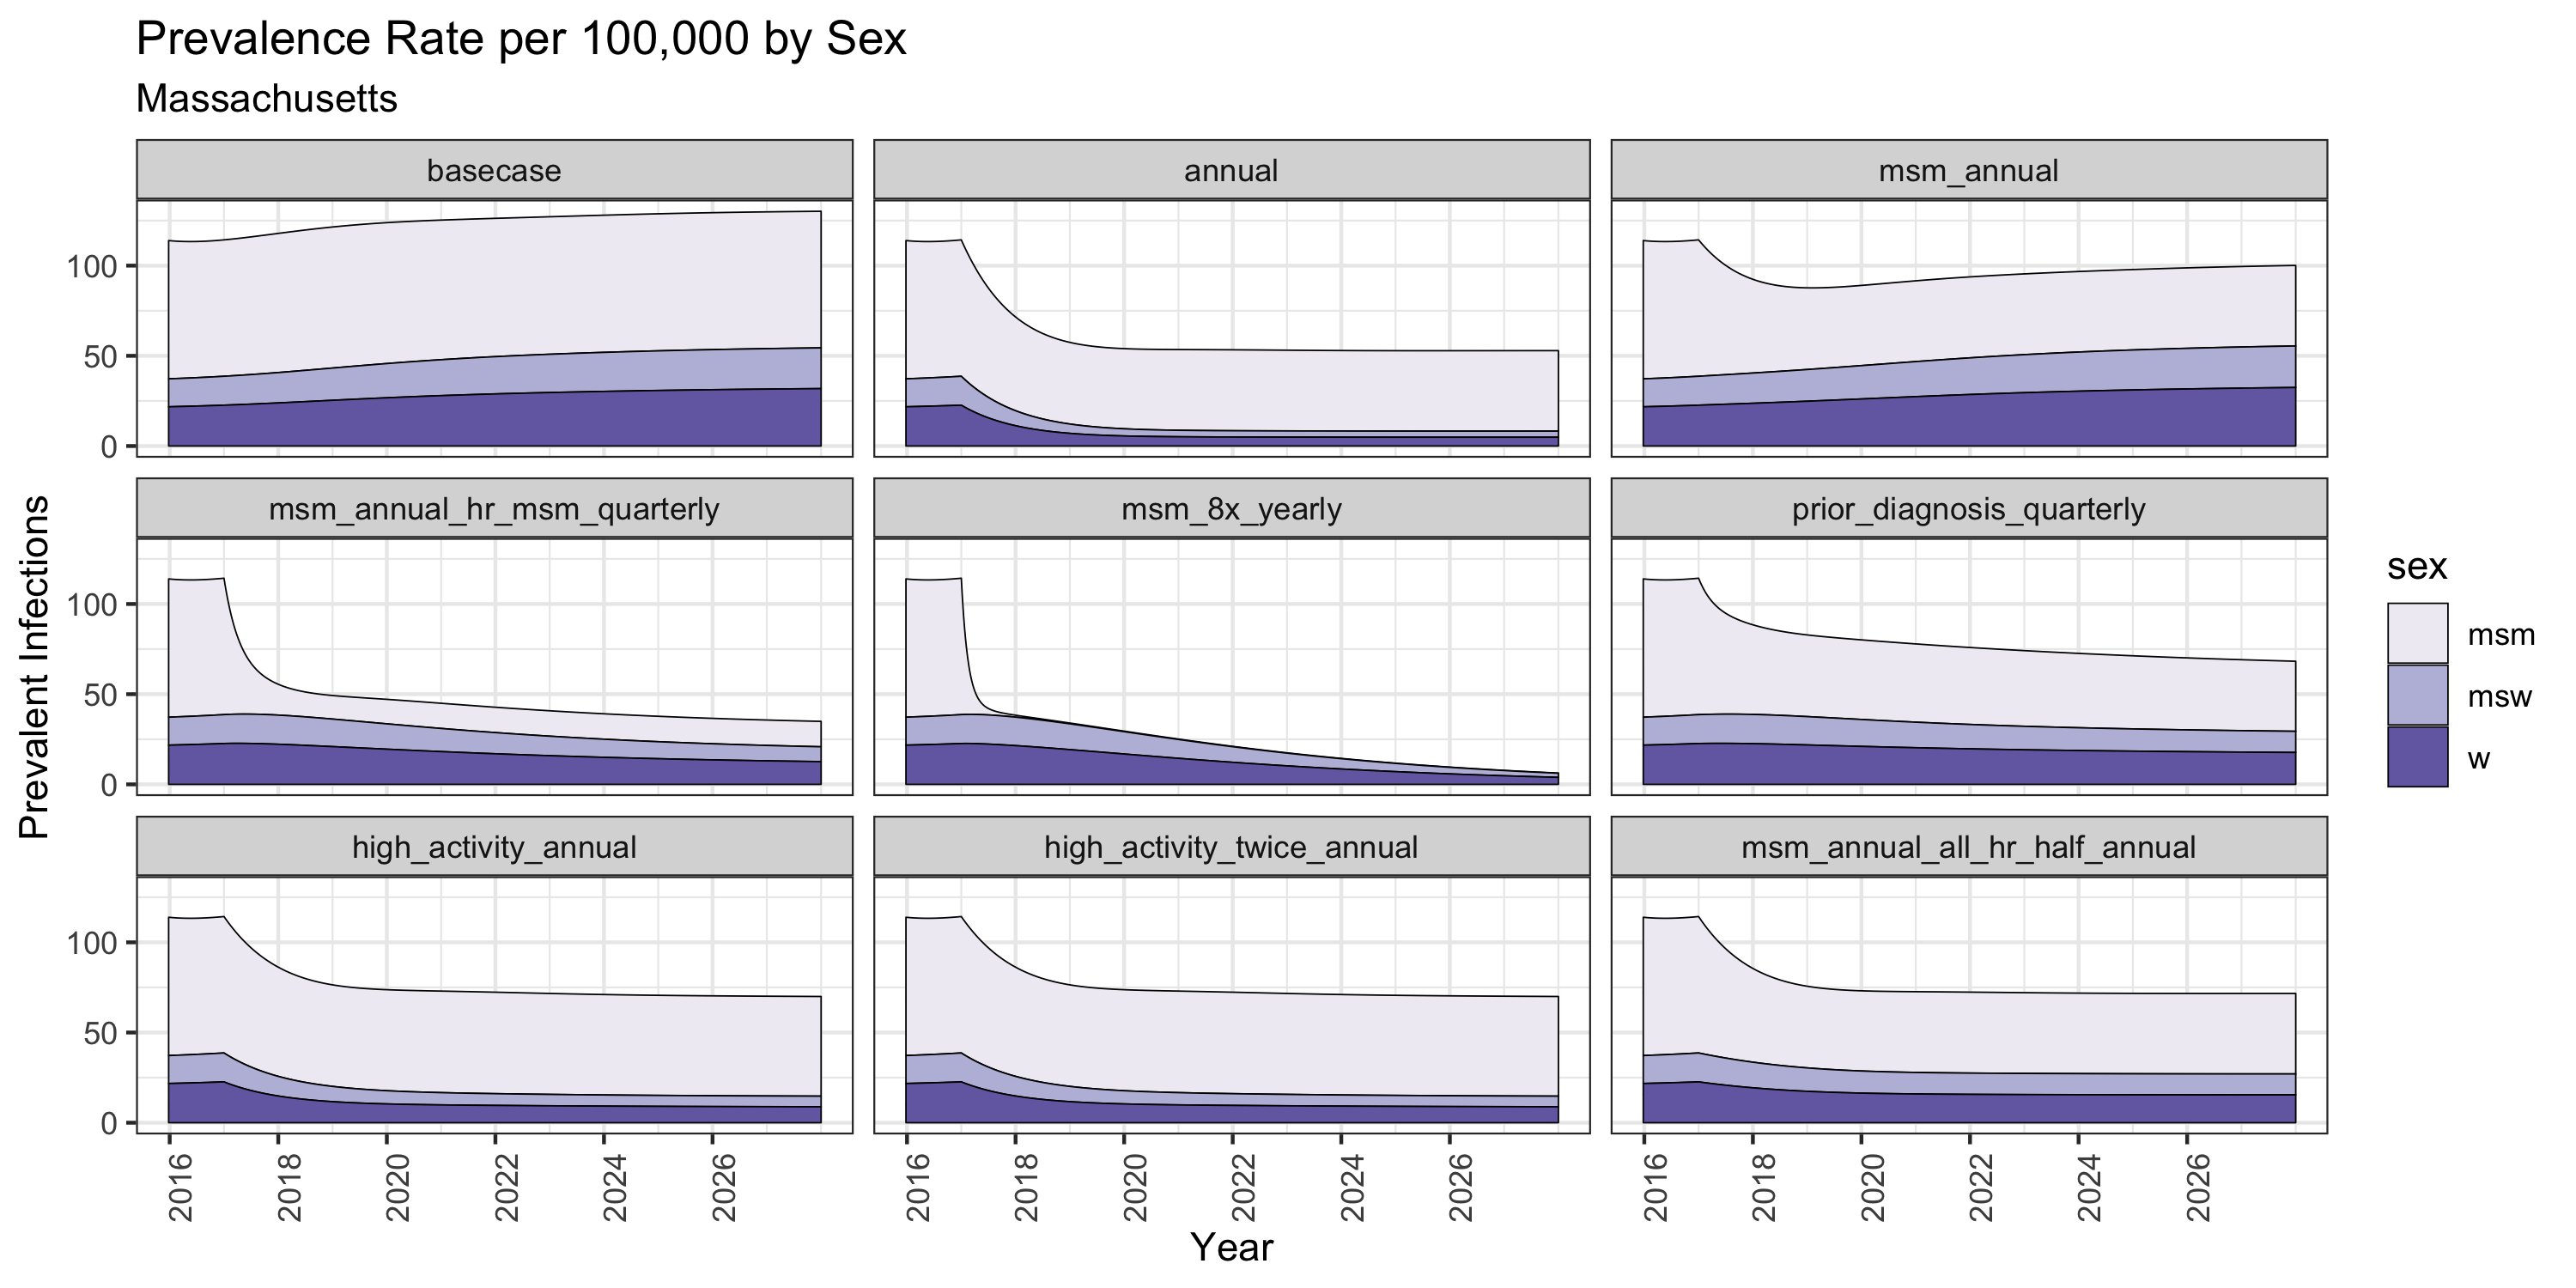 Prevalence Rate per 100,000 by Sex
Massachusetts
basecase
annual
msm_annual
100
50
0
msm_annual_hr_msm_quarterly
msm_8x_yearly
prior_diagnosis_quarterly
100
50
0
high_activity_annual
high_activity_twice_annual
msm_annual_all_hr_half_annual
100
50
0
2016 2018 2020 2022 2024 2026
2016 2018 2020 2022 2024 2026
2016 2018 2020 2022 2024 2026
Year
Prevalent Infections
sex
msm
msw
w